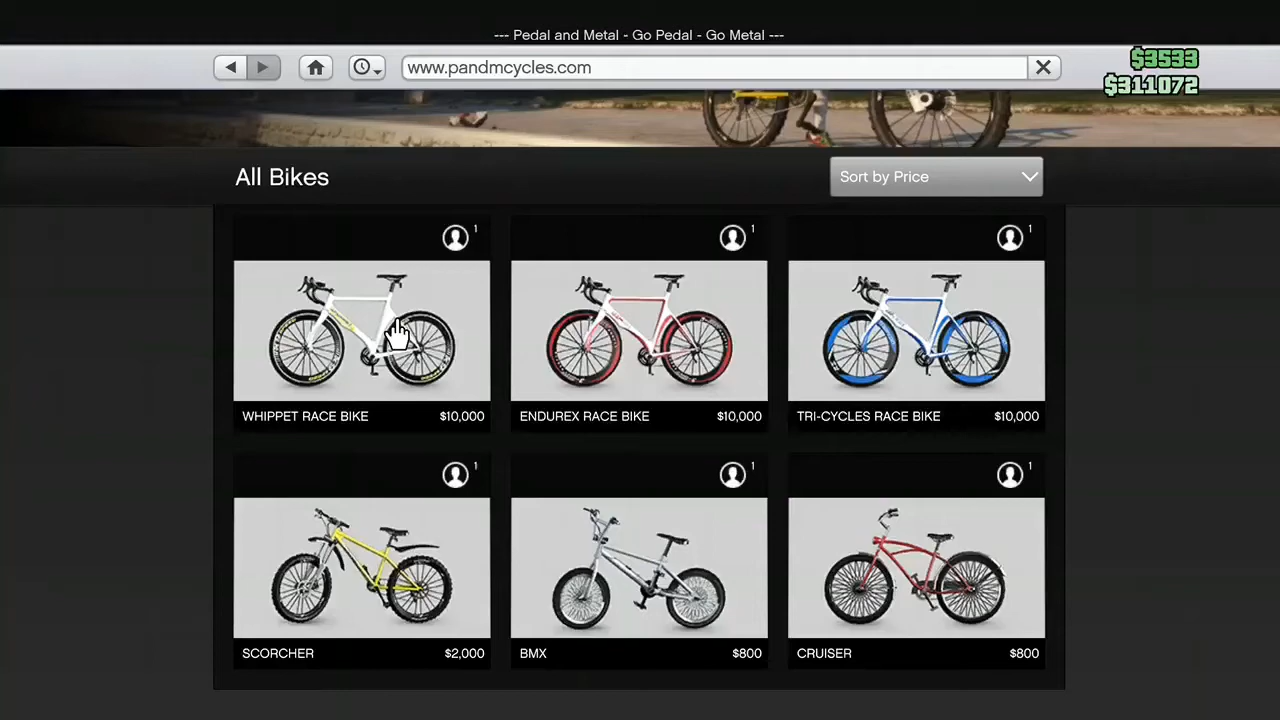 --- Pedal and Metal - Go Pedal - Go Metal ---
www.pandmcycles.com
$3533
$311072
All Bikes
Sort by Price
1
1
1
WHIPPET RACE BIKE $10,000
ENDUREX RACE BIKE $10,000
TRI-CYCLES RACE BIKE $10,000
1
1
1
SCORCHER $2,000
BMX $800
CRUISER $800